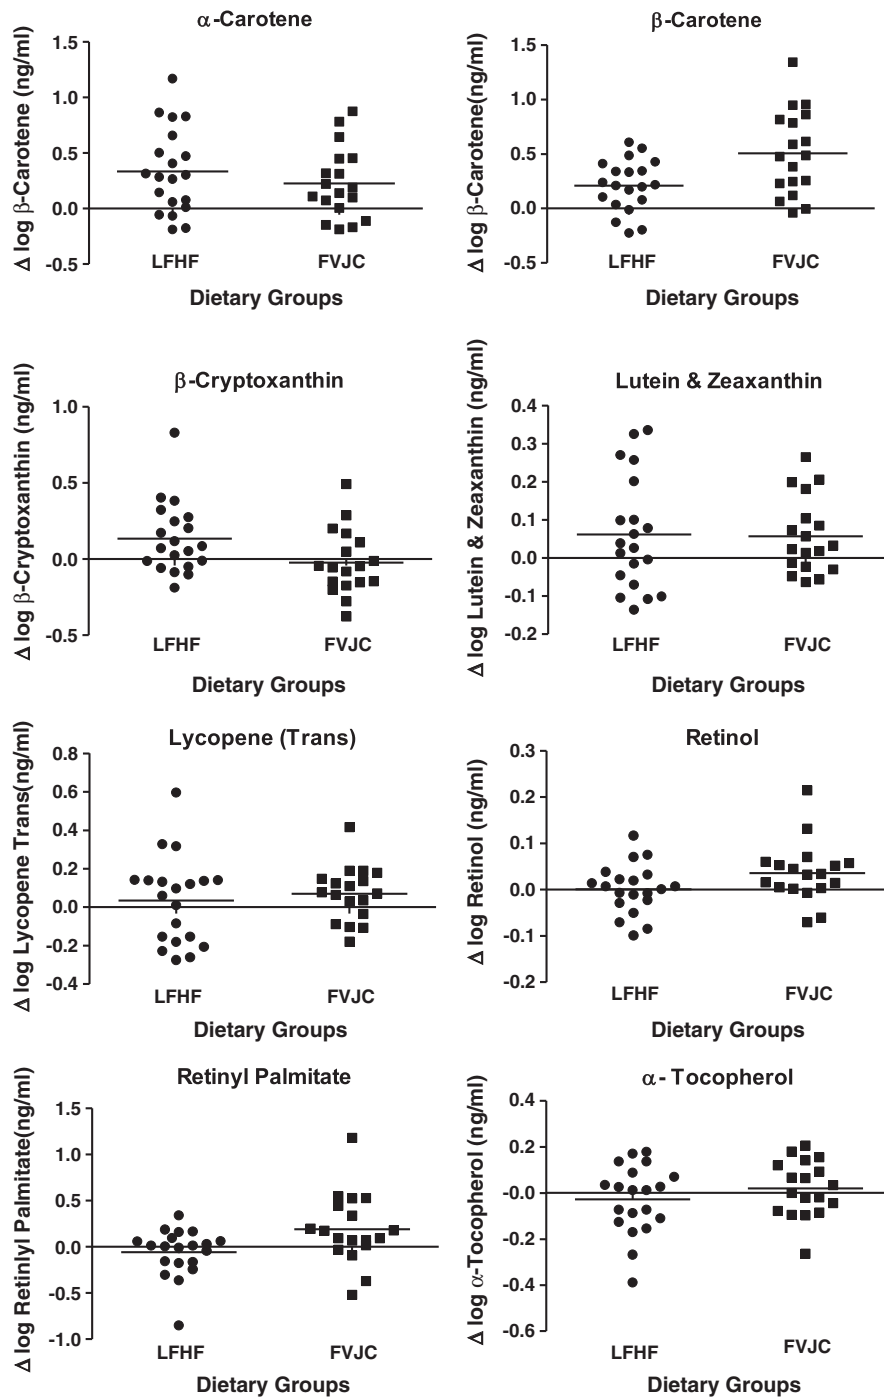 α-Carotene
Δ log β-Carotene (ng/ml)
1.5
1.0
0.5
0.0
-0.5
LFHF FVJC
Dietary Groups
β-Carotene
Δ log β-Carotene(ng/ml)
1.5
1.0
0.5
0.0
-0.5
LFHF FVJC
Dietary Groups
β-Cryptoxanthin
Δ log β-Cryptoxanthin (ng/ml)
1.0
0.5
0.0
-0.5
LFHF FVJC
Dietary Groups
Lutein & Zeaxanthin
Δ log Lutein & Zeaxanthin (ng/ml)
0.4
0.3
0.2
0.1
0.0
-0.1
-0.2
LFHF FVJC
Dietary Groups
Lycopene (Trans)
Δ log Lycopene Trans(ng/ml)
0.8
0.6
0.4
0.2
0.0
-0.2
-0.4
LFHF FVJC
Dietary Groups
Retinol
Δ log Retinol (ng/ml)
0.3
0.2
0.1
0.0
-0.1
-0.2
LFHF FVJC
Dietary Groups
Retinyl Palmitate
Δ log Retinlyl Palmitate(ng/ml)
1.5
1.0
0.5
0.0
-0.5
-1.0
LFHF FVJC
Dietary Groups
α- Tocopherol
Δ log α-Tocopherol (ng/ml)
0.4
0.2
-0.0
-0.2
-0.4
-0.6
LFHF FVJC
Dietary Groups